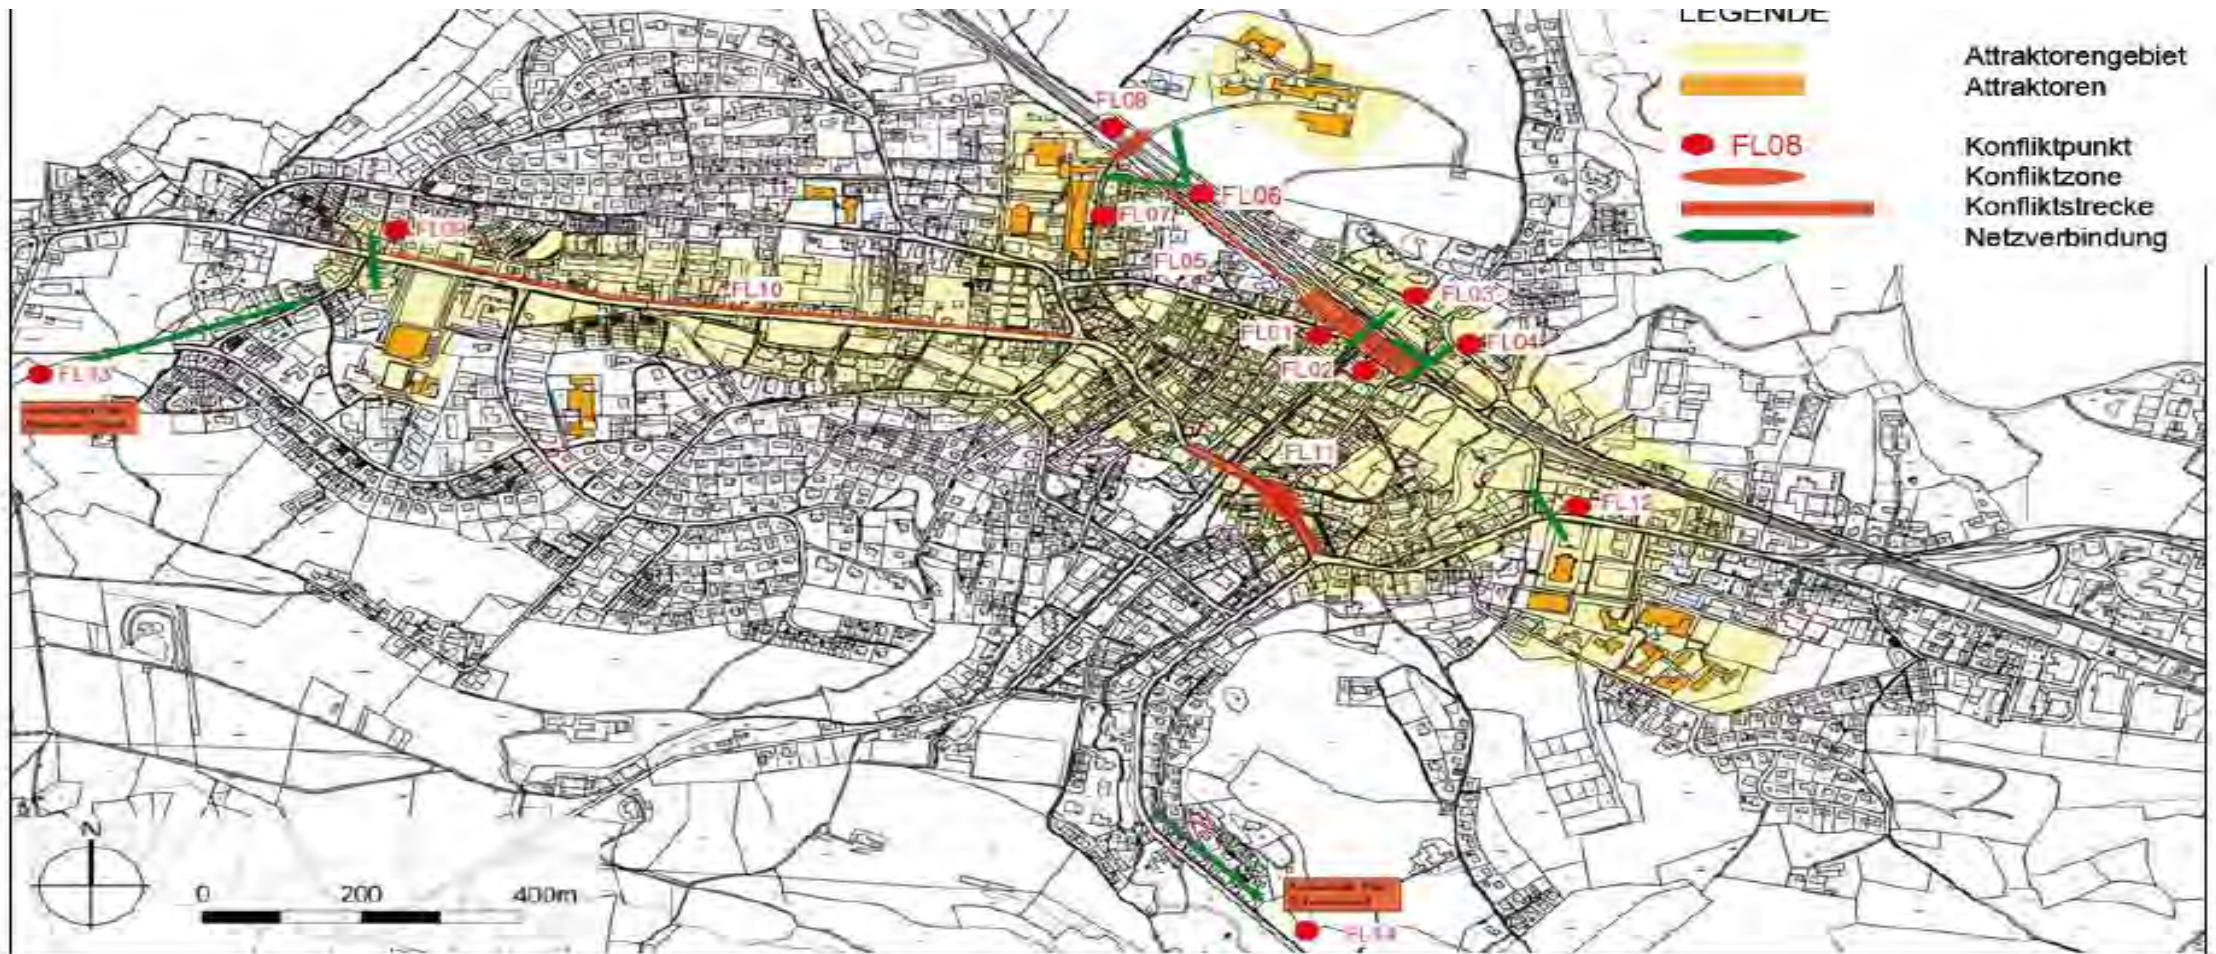 LEGENDE
Attraktorengebiet
Attraktoren
FL08
Konfliktpunkt
Konfliktzone
Konfliktstrecke
Netzverbindung
FL08
FL06
FL07
FL09
FL05
FL10
FL03
FL01
FL04
FL02
FL13
FL11
FL12
FL14
N
0
200
400m